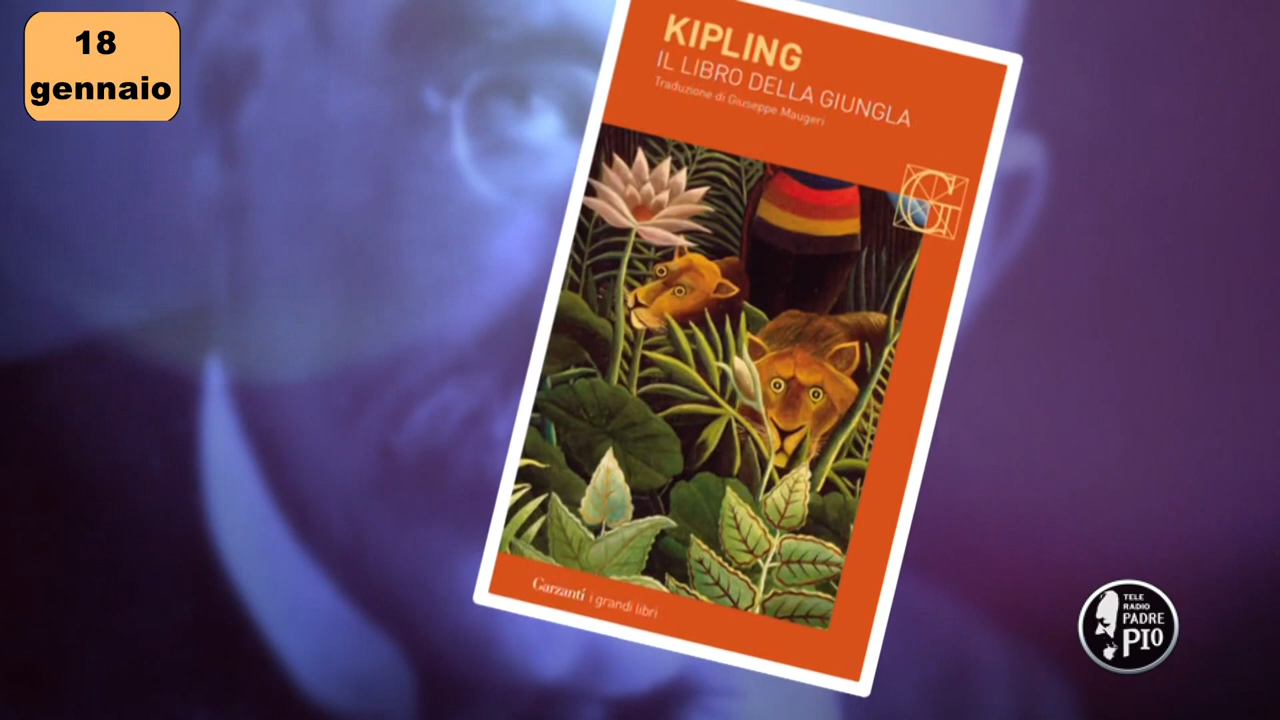 18
gennaio
KIPLING
IL LIBRO DELLA GIUNGLA
Traduzione di Giuseppe Maugeri
G
Garzanti i grandi libri
TELE
RADIO
PADRE
PIO